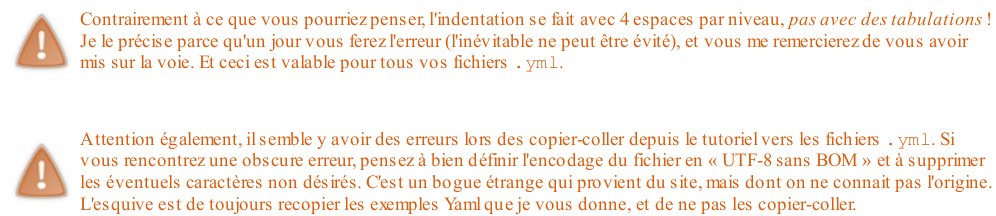 Contrairement à ce que vous pourriez penser, l'indentation se fait avec 4 espaces par niveau, pas avec des tabulations !
Je le précise parce qu'un jour vous ferez l'erreur (l'inévitable ne peut être évité), et vous me remercierez de vous avoir
mis sur la voie. Et ceci est valable pour tous vos fichiers .yml.
Attention également, il semble y avoir des erreurs lors des copier-coller depuis le tutoriel vers les fichiers .yml. Si
vous rencontrez une obscure erreur, pensez à bien définir l'encodage du fichier en « UTF-8 sans BOM » et à supprimer
les éventuels caractères non désirés. C'est un bogue étrange qui provient du site, mais dont on ne connait pas l'origine.
L'esquive est de toujours recopier les exemples Yaml que je vous donne, et de ne pas les copier-coller.